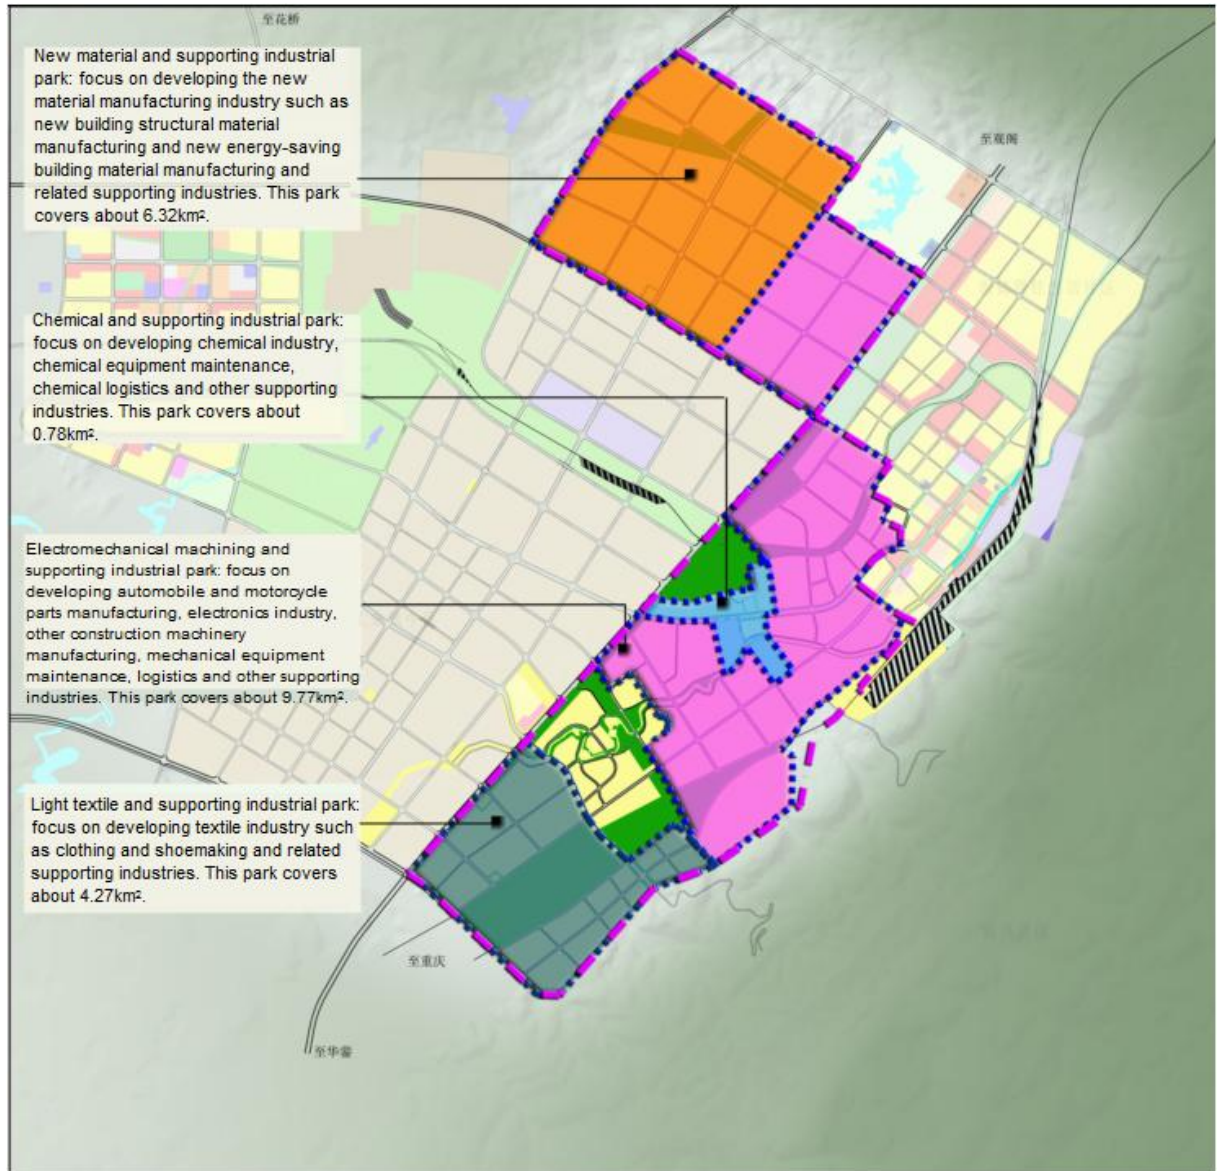 至花桥
New material and supporting industrial
park: focus on developing the new
material manufacturing industry such as
new building structural material
manufacturing and new energy-saving
building material manufacturing and
related supporting industries. This park
covers about 6.32km².
至观阁
Chemical and supporting industrial park:
focus on developing chemical industry,
chemical equipment maintenance,
chemical logistics and other supporting
industries. This park covers about
0.78km².
Electromechanical machining and
supporting industrial park: focus on
developing automobile and motorcycle
parts manufacturing, electronics industry,
other construction machinery
manufacturing, mechanical equipment
maintenance, logistics and other supporting
industries. This park covers about 9.77km².
Light textile and supporting industrial park:
focus on developing textile industry such
as clothing and shoemaking and related
supporting industries. This park covers
about 4.27km².
至重庆
至华蓥